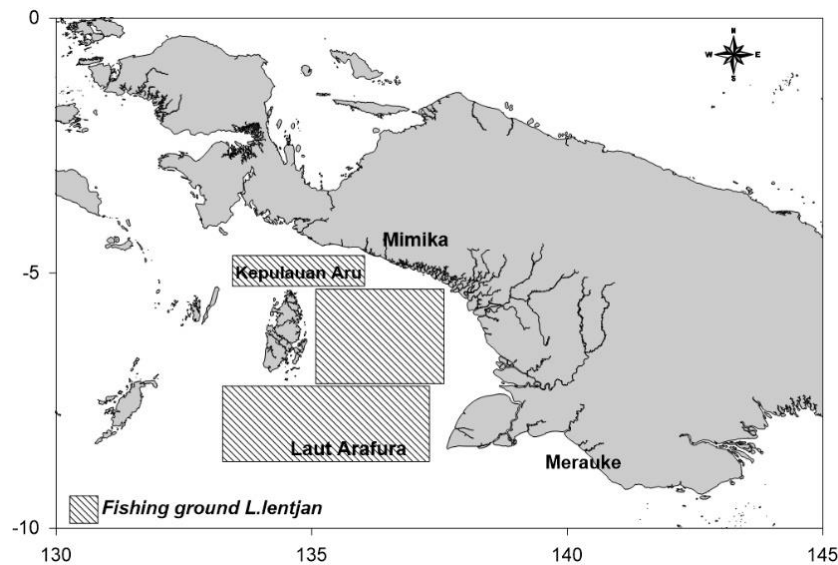 -0
N
W E
S
Mimika
-5
Kepulauan Aru
Laut Arafura
Merauke
Fishing ground L.lentjan
-10
130 135 140 145